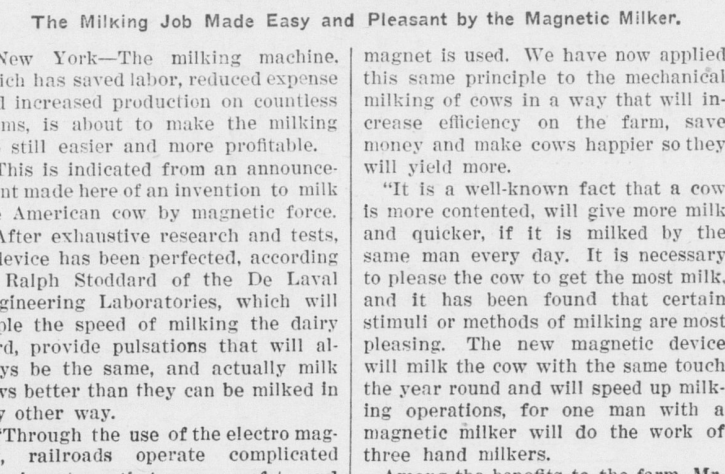 The Milking Job Made Easy and Pleasant by the Magnetic Milker.
New York—The milking machine,
ich has saved labor, reduced expense
d increased production on countless
ms, is about to make the milking
still easier and more profitable.
This is indicated from an announce-
nt made here of an invention to milk
e American cow by magnetic force.
After exhaustive research and tests,
device has been perfected, according
Ralph Stoddard of the De Laval
gineering Laboratories, which will
ple the speed of milking the dairy
rd, provide pulsations that will al-
ys be the same, and actually milk
ws better than they can be milked in
y other way.
"Through the use of the electro mag-
, railroads operate complicated
magnet is used. We have now applied
this same principle to the mechanical
milking of cows in a way that will in-
crease efficiency on the farm, save
money and make cows happier so they
will yield more.
"It is a well-known fact that a cow
is more contented, will give more milk
and quicker, if it is milked by the
same man every day. It is necessary
to please the cow to get the most milk,
and it has been found that certain
stimuli or methods of milking are most
pleasing. The new magnetic device
will milk the cow with the same touch
the year round and will speed up milk-
ing operations, for one man with a
magnetic milker will do the work of
three hand milkers.